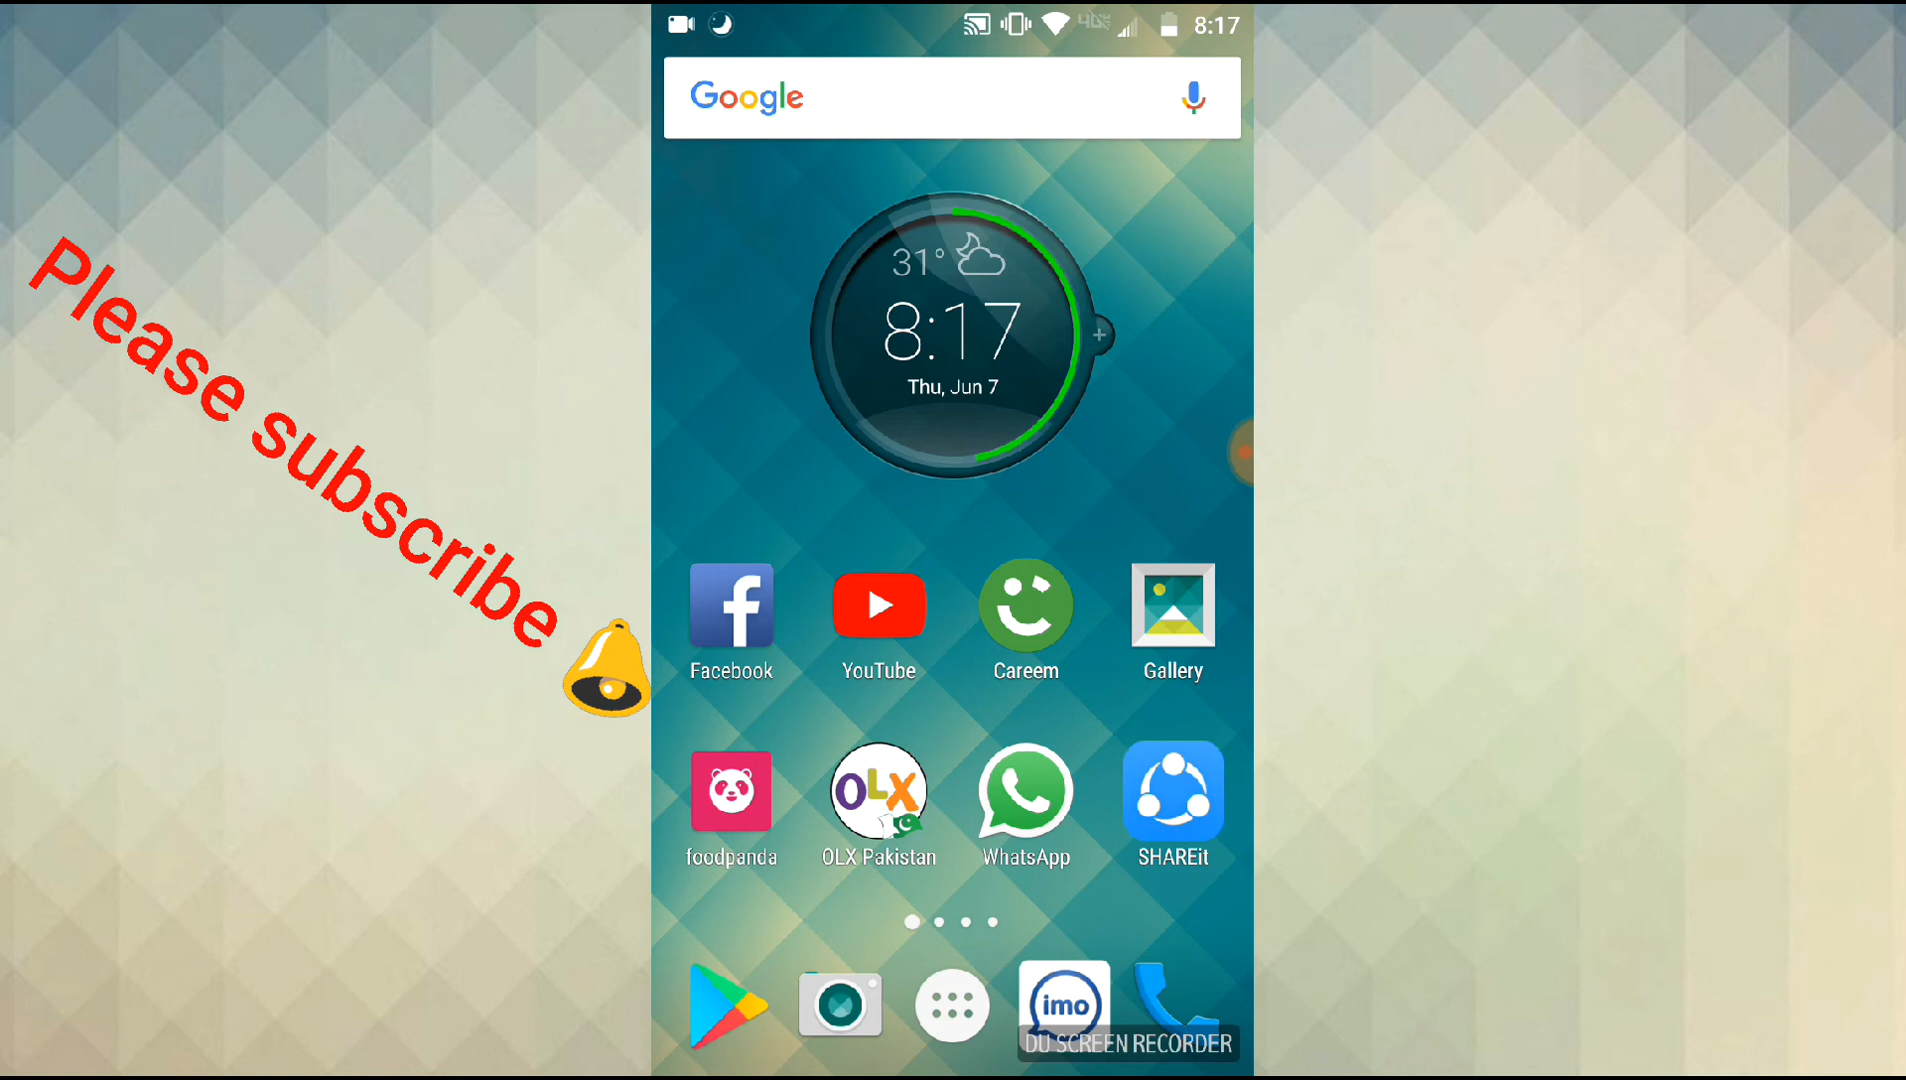 8:17
Google
31°
8:17
Thu, Jun 7
Please subscribe
Facebook
YouTube
Careem
Gallery
OLX
foodpanda
OLX Pakistan
WhatsApp
SHAREit
imo
DU SCREEN RECORDER